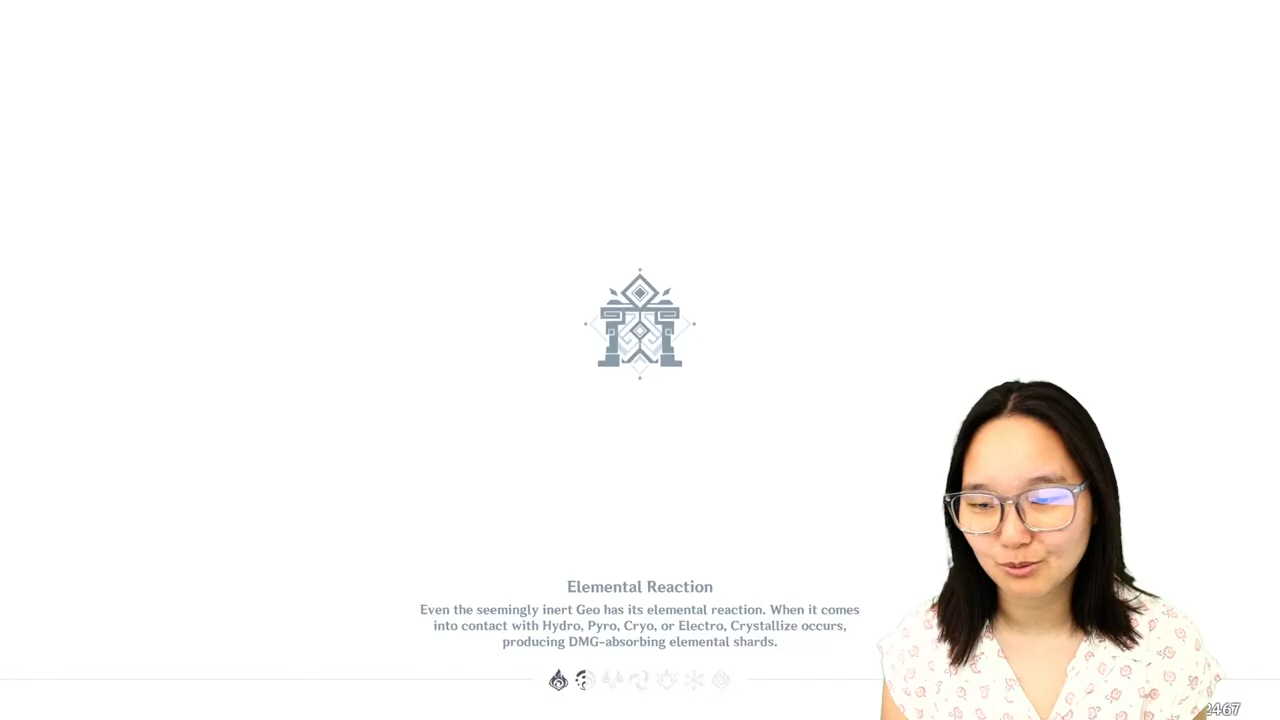 Elemental Reaction
Even the seemingly inert Geo has its elemental reaction. When it comes
into contact with Hydro, Pyro, Cryo, or Electro, Crystallize occurs,
producing DMG-absorbing elemental shards.
2467